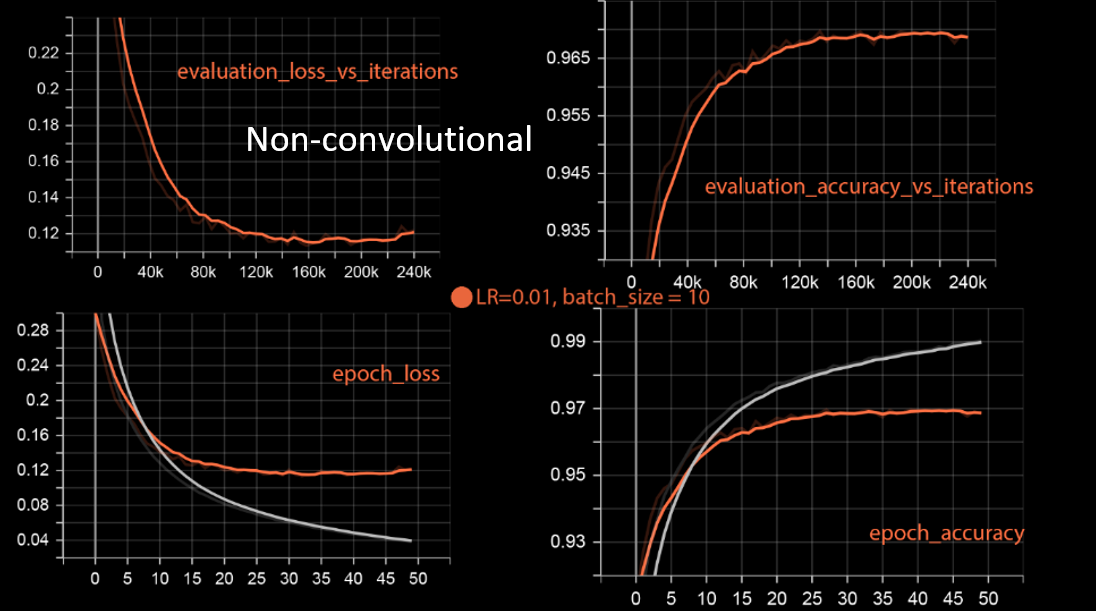 0.22
0.2
0.18
0.16
0.14
0.12
0 40k 80k 120k 160k 200k 240k
evaluation_loss_vs_iterations
Non-convolutional
0.965
0.955
0.945
0.935
0 40k 80k 120k 160k 200k 240k
evaluation_accuracy_vs_iterations
LR=0.01, batch_size = 10
0.28
0.24
0.2
0.16
0.12
0.08
0.04
0 5 10 15 20 25 30 35 40 45 50
epoch_loss
0.99
0.97
0.95
0.93
0 5 10 15 20 25 30 35 40 45 50
epoch_accuracy